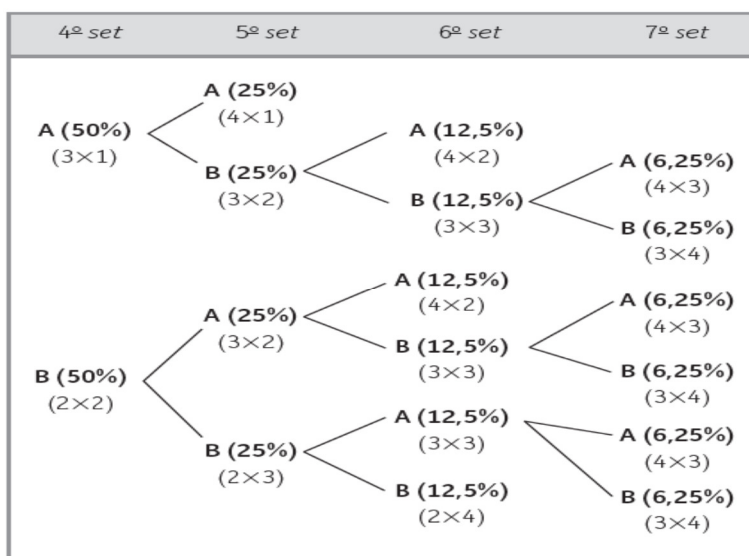 4º set 5º set 6º set 7º set
A (25%)
(4×1)
A (50%)
(3×1)
A (12,5%)
(4×2)
B (25%)
(3×2)
A (6,25%)
(4×3)
B (12,5%)
(3×3)
B (6,25%)
(3×4)
A (12,5%)
(4×2)
A (25%)
(3×2)
A (6,25%)
(4×3)
B (12,5%)
(3×3)
B (50%)
(2×2)
B (6,25%)
(3×4)
A (12,5%)
(3×3)
A (6,25%)
(4×3)
B (25%)
(2×3)
B (12,5%)
(2×4)
B (6,25%)
(3×4)